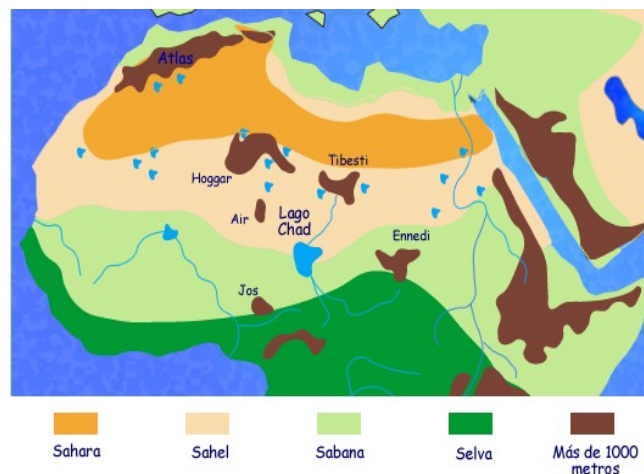 Atlas
Tibesti
Hoggar
Air
Lago
Chad
Ennedi
Jos
Sahara
Sahel
Sabana
Selva
Más de 1000
metros